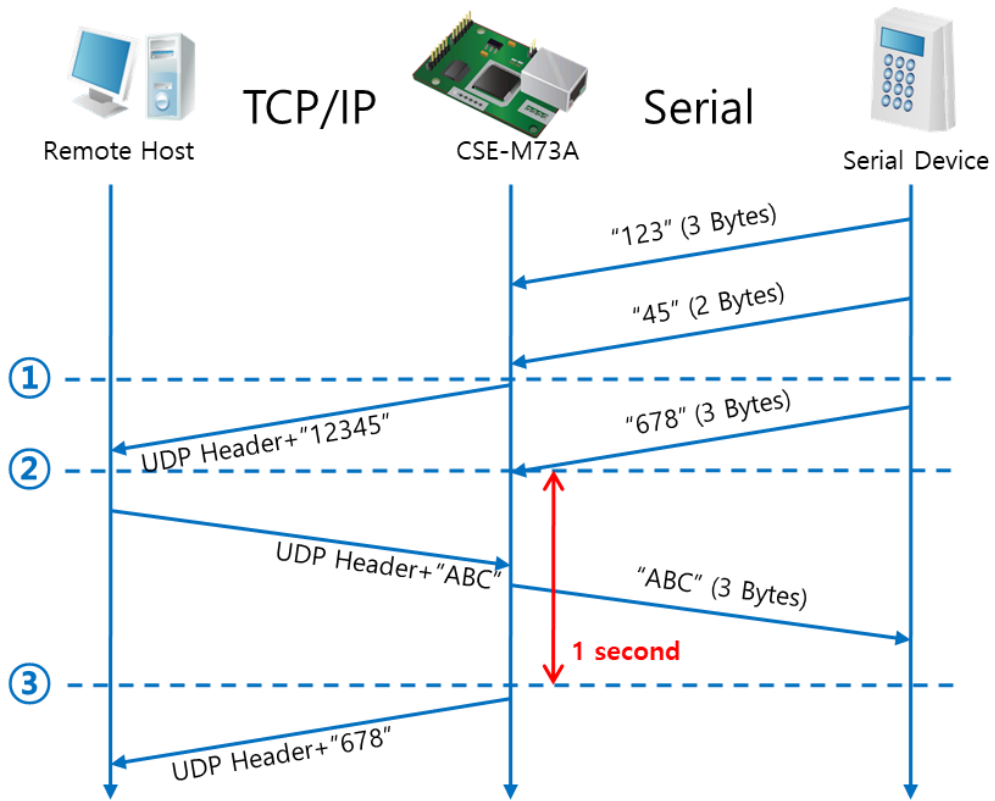 TCP/IP
Serial
Remote Host
CSE-M73A
Serial Device
“123” (3 Bytes)
“45” (2 Bytes)
①
“678” (3 Bytes)
UDP Header+“12345”
②
UDP Header+“ABC”
“ABC” (3 Bytes)
1 second
③
UDP Header+“678”